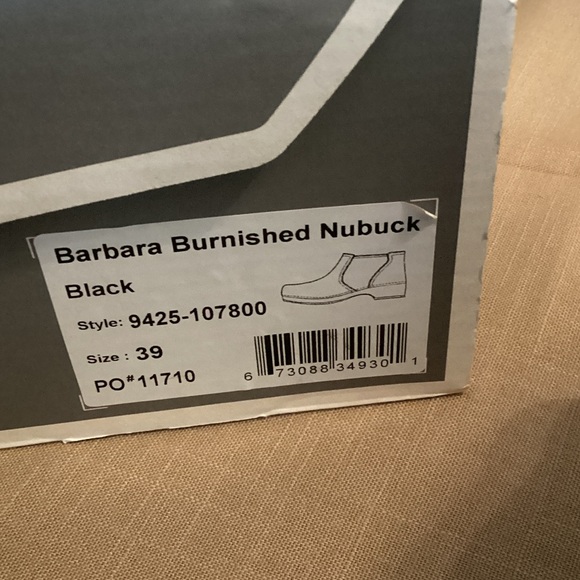 Barbara Burnished Nubuck
Black
Style: 9425-107800
Size : 39
PO#11710
6 73088 34930 1